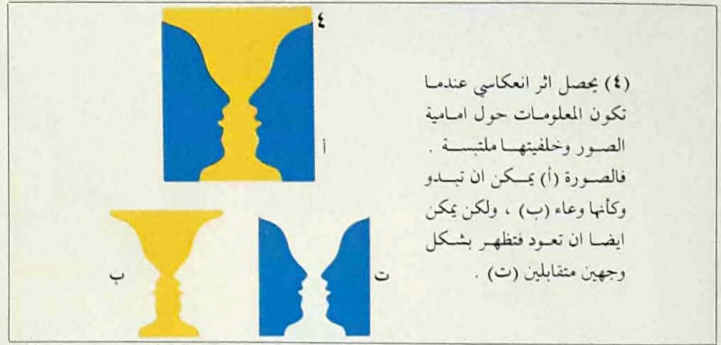 (٤) يحصل اثر انعكاسي عندما
تكون المعلومات حول امامية
الصور وخلفيتها ملتبسة .
فالصورة (أ) يمكن ان تبدو
وكأنها وعاء (ب) ، ولكن يمكن
ايضا ان تعود فتظهر بشكل
وجهين متقابلين (ت) .
٤
أ
ب
ت